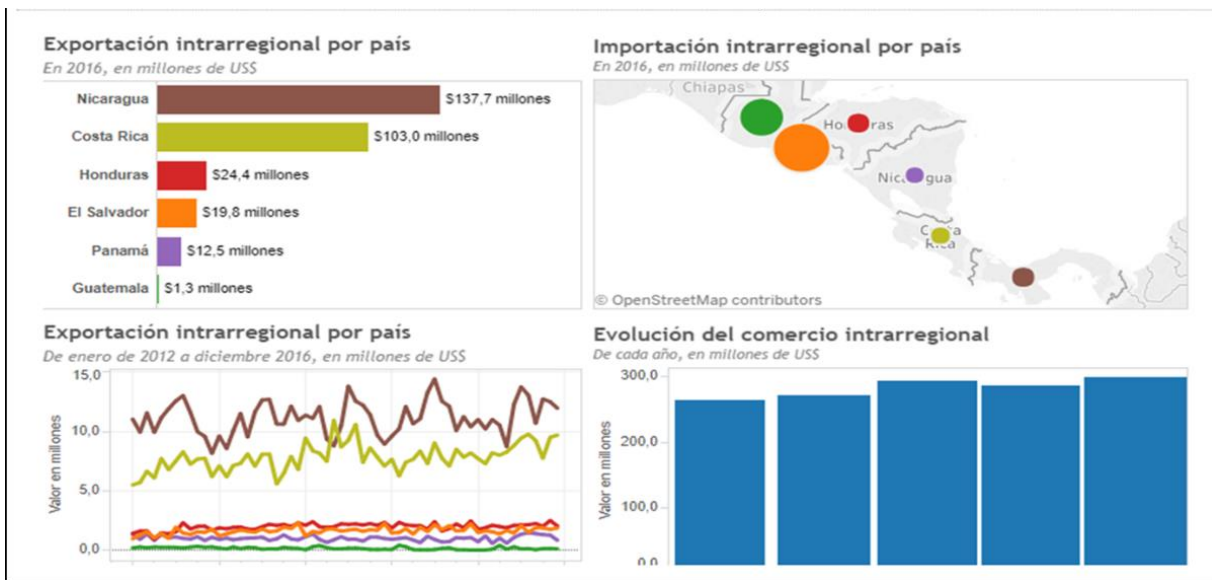 Exportación intrarregional por país
En 2016, en millones de US$
Nicaragua $137,7 millones
Costa Rica $103,0 millones
Honduras $24,4 millones
El Salvador $19,8 millones
Panamá $12,5 millones
Guatemala $1,3 millones
Importación intrarregional por país
En 2016, en millones de US$
Chiapas
Ho ras
Nic gua
C a
Rica
© OpenStreetMap contributors
Exportación intrarregional por país
De enero de 2012 a diciembre 2016, en millones de US$
15,0
10,0
5,0
0,0
Valor en millones
Evolución del comercio intrarregional
De cada año, en millones de US$
300,0
200,0
100,0
0,0
Valor en millones